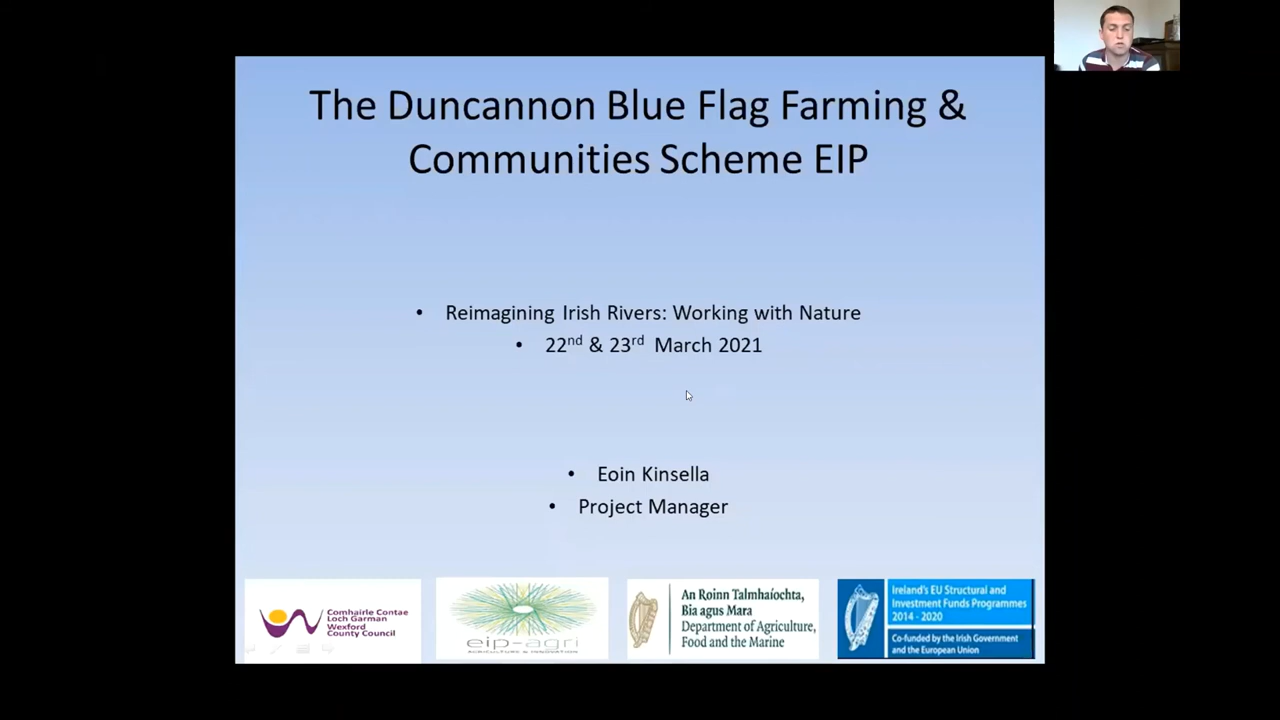 The Duncannon Blue Flag Farming &
Communities Scheme EIP
• Reimagining Irish Rivers: Working with Nature
• 22nd & 23rd March 2021
• Eoin Kinsella
• Project Manager
Comhairle Contae
Loch Garman
Wexford
County Council
eip-agri
AGRICULTURE & INNOVATION
An Roinn Talmhaíochta,
Bia agus Mara
Department of Agriculture,
Food and the Marine
Ireland's EU Structural and
Investment Funds Programmes
2014 - 2020
Co-funded by the Irish Government
and the European Union